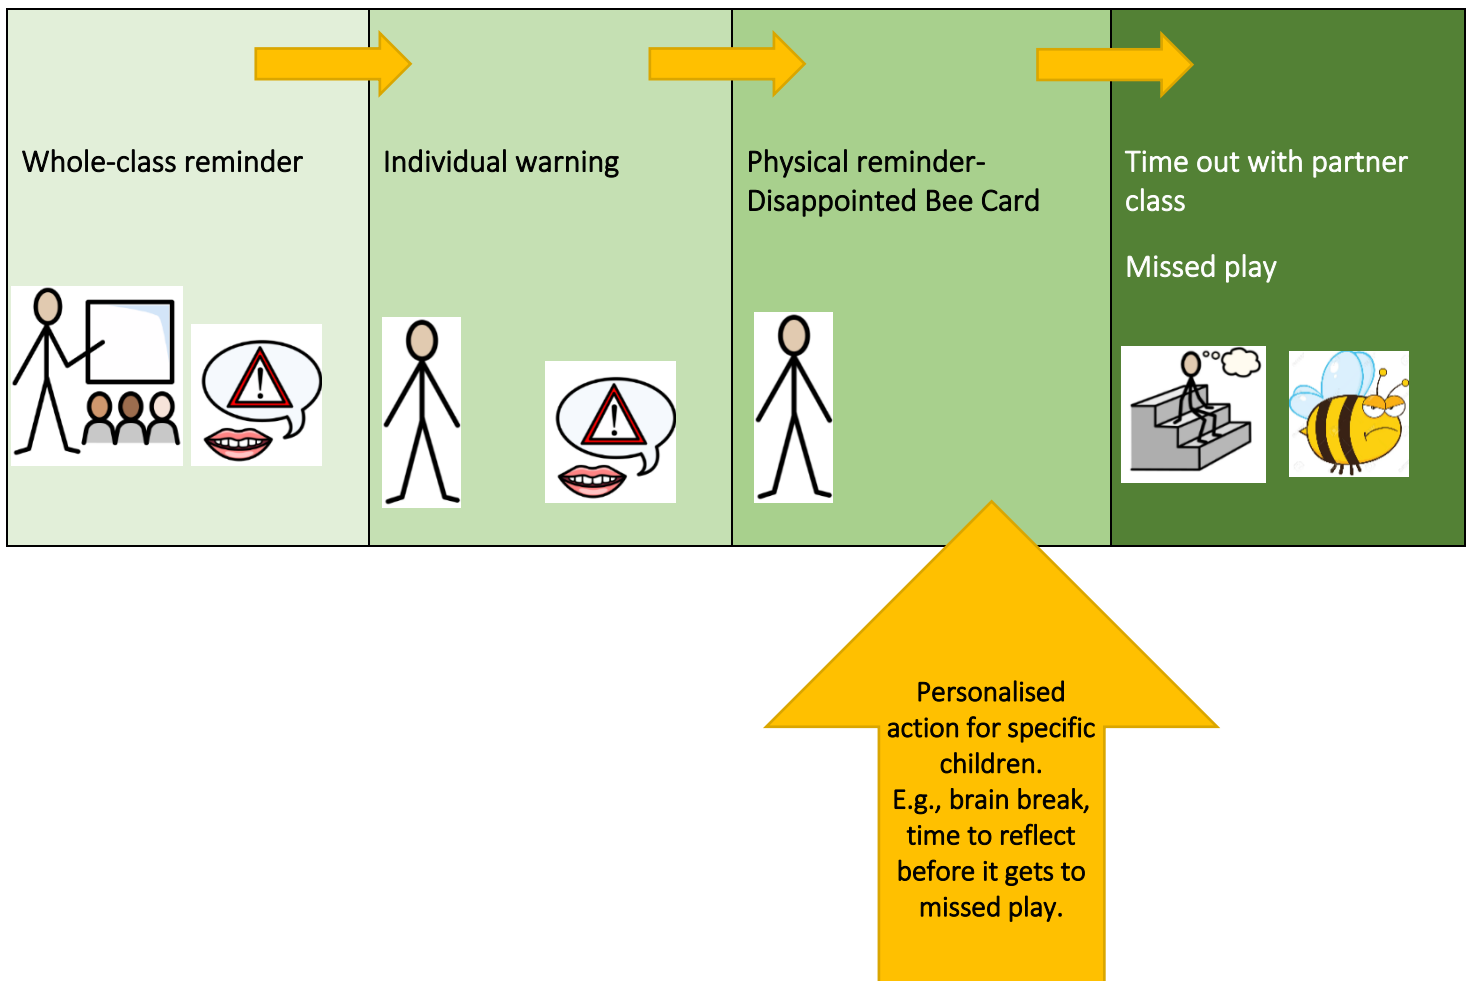 Whole-class reminder
Individual warning
Physical reminder-
Disappointed Bee Card
Time out with partner
class
Missed play
Personalised
action for specific
children.
E.g., brain break,
time to reflect
before it gets to
missed play.